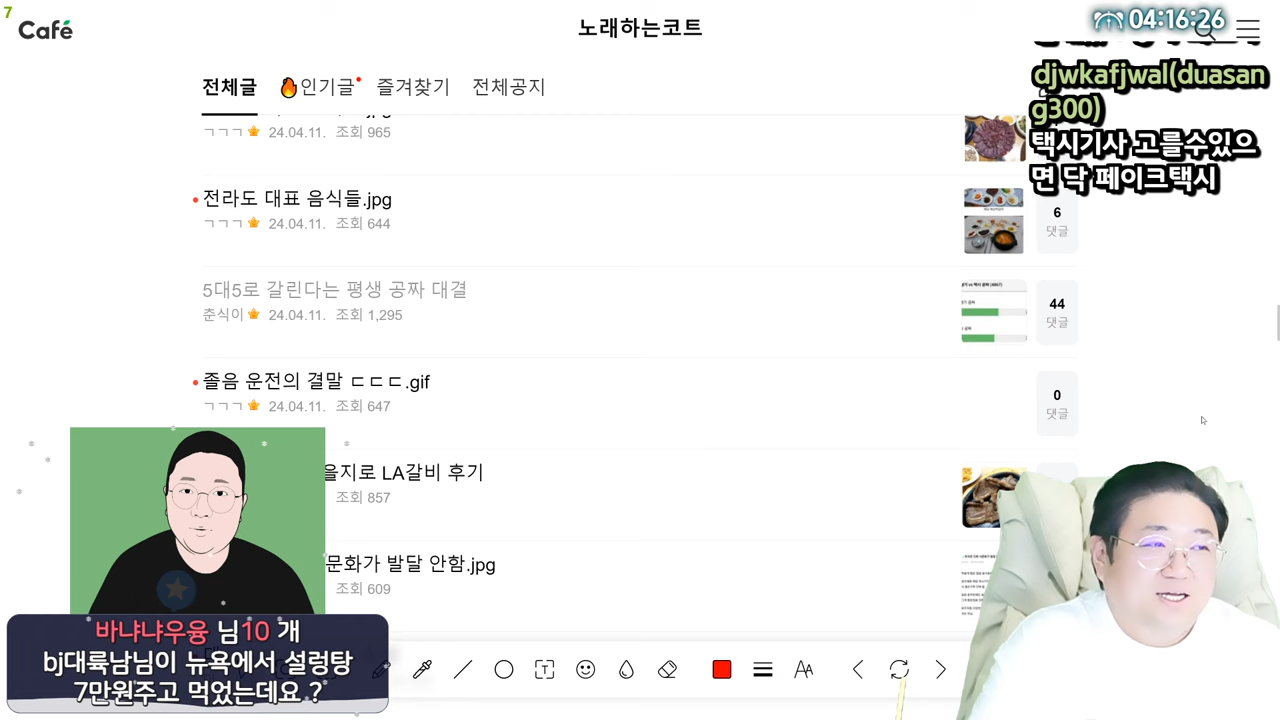 7
Café
노래하는코트
04:16:26
전체글
🔥인기글
즐겨찾기
전체공지
djwkafjwal(duasan
g300)
택시기사 고를수있으
면 닥 페이크택시
ㄱㄱㄱ 24.04.11. 조회 965
전라도 대표 음식들.jpg
ㄱㄱㄱ 24.04.11. 조회 644
6
댓글
5대5로 갈린다는 평생 공짜 대결
춘식이 24.04.11. 조회 1,295
44
댓글
졸음 운전의 결말 ㄷㄷㄷ.gif
ㄱㄱㄱ 24.04.11. 조회 647
0
댓글
을지로 LA갈비 후기
조회 857
문화가 발달 안함.jpg
조회 609
바냐냐우융 님10 개
bj대륙남님이 뉴욕에서 설렁탕
7만원주고 먹었는데요 ?